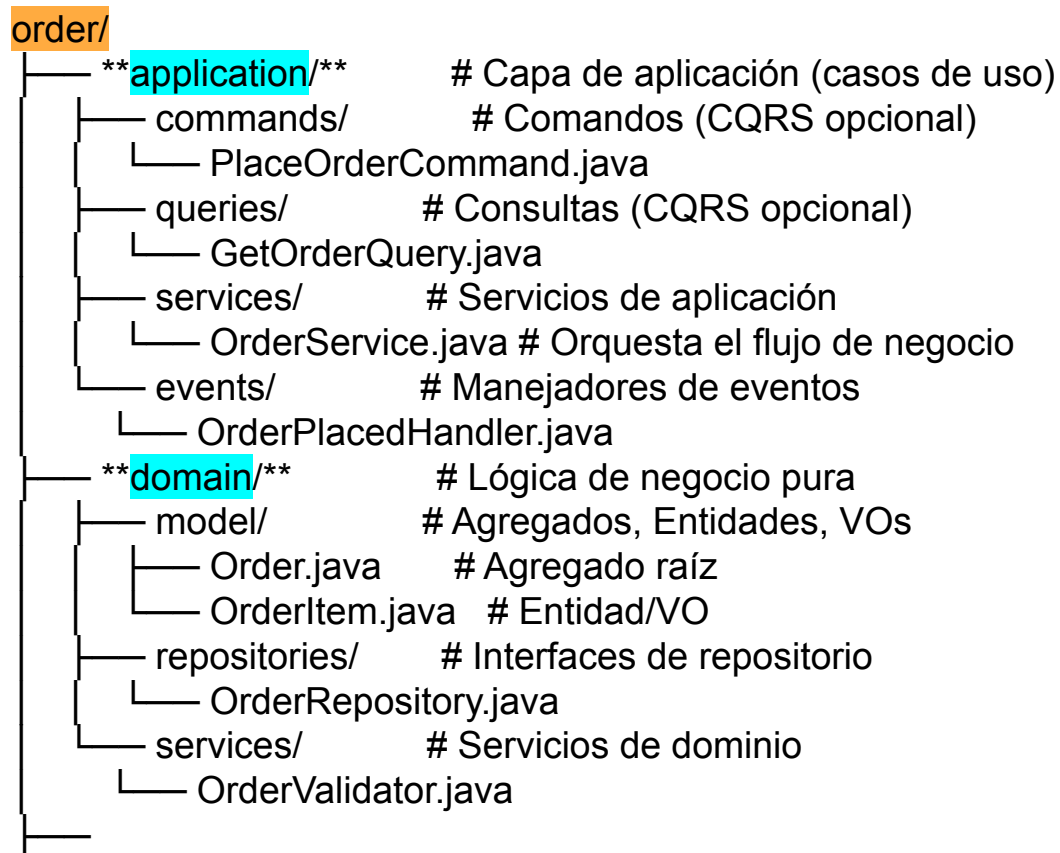 order/
├── **application/** # Capa de aplicación (casos de uso)
│ ├── commands/ # Comandos (CQRS opcional)
│ │ └── PlaceOrderCommand.java
│ ├── queries/ # Consultas (CQRS opcional)
│ │ └── GetOrderQuery.java
│ ├── services/ # Servicios de aplicación
│ │ └── OrderService.java # Orquesta el flujo de negocio
│ └── events/ # Manejadores de eventos
│ └── OrderPlacedHandler.java
├── **domain/** # Lógica de negocio pura
│ ├── model/ # Agregados, Entidades, VOs
│ │ ├── Order.java # Agregado raíz
│ │ └── OrderItem.java # Entidad/VO
│ ├── repositories/ # Interfaces de repositorio
│ │ └── OrderRepository.java
│ └── services/ # Servicios de dominio
│ └── OrderValidator.java
├──